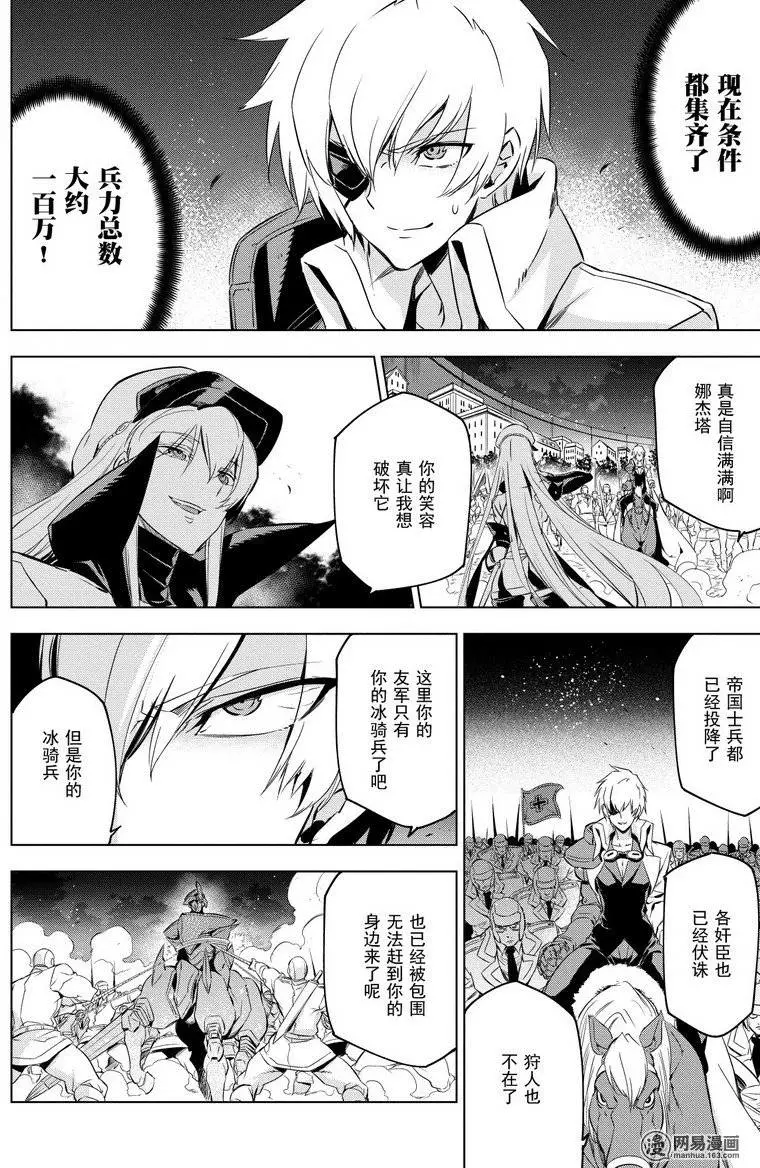 现在条件
都集齐了
兵力总数
大约
一百万！
真是自信满满啊
娜杰塔
你的笑容
真让我想
破坏它
帝国士兵都
已经投降了
各奸臣也
已经伏诛
狩人也
不在了
这里你的
友军只有
你的冰骑
兵了吧
但是你的
冰骑兵
也已经被包围
无法赶到你的
身边来了呢
漫 网易漫画
manhua.163.com